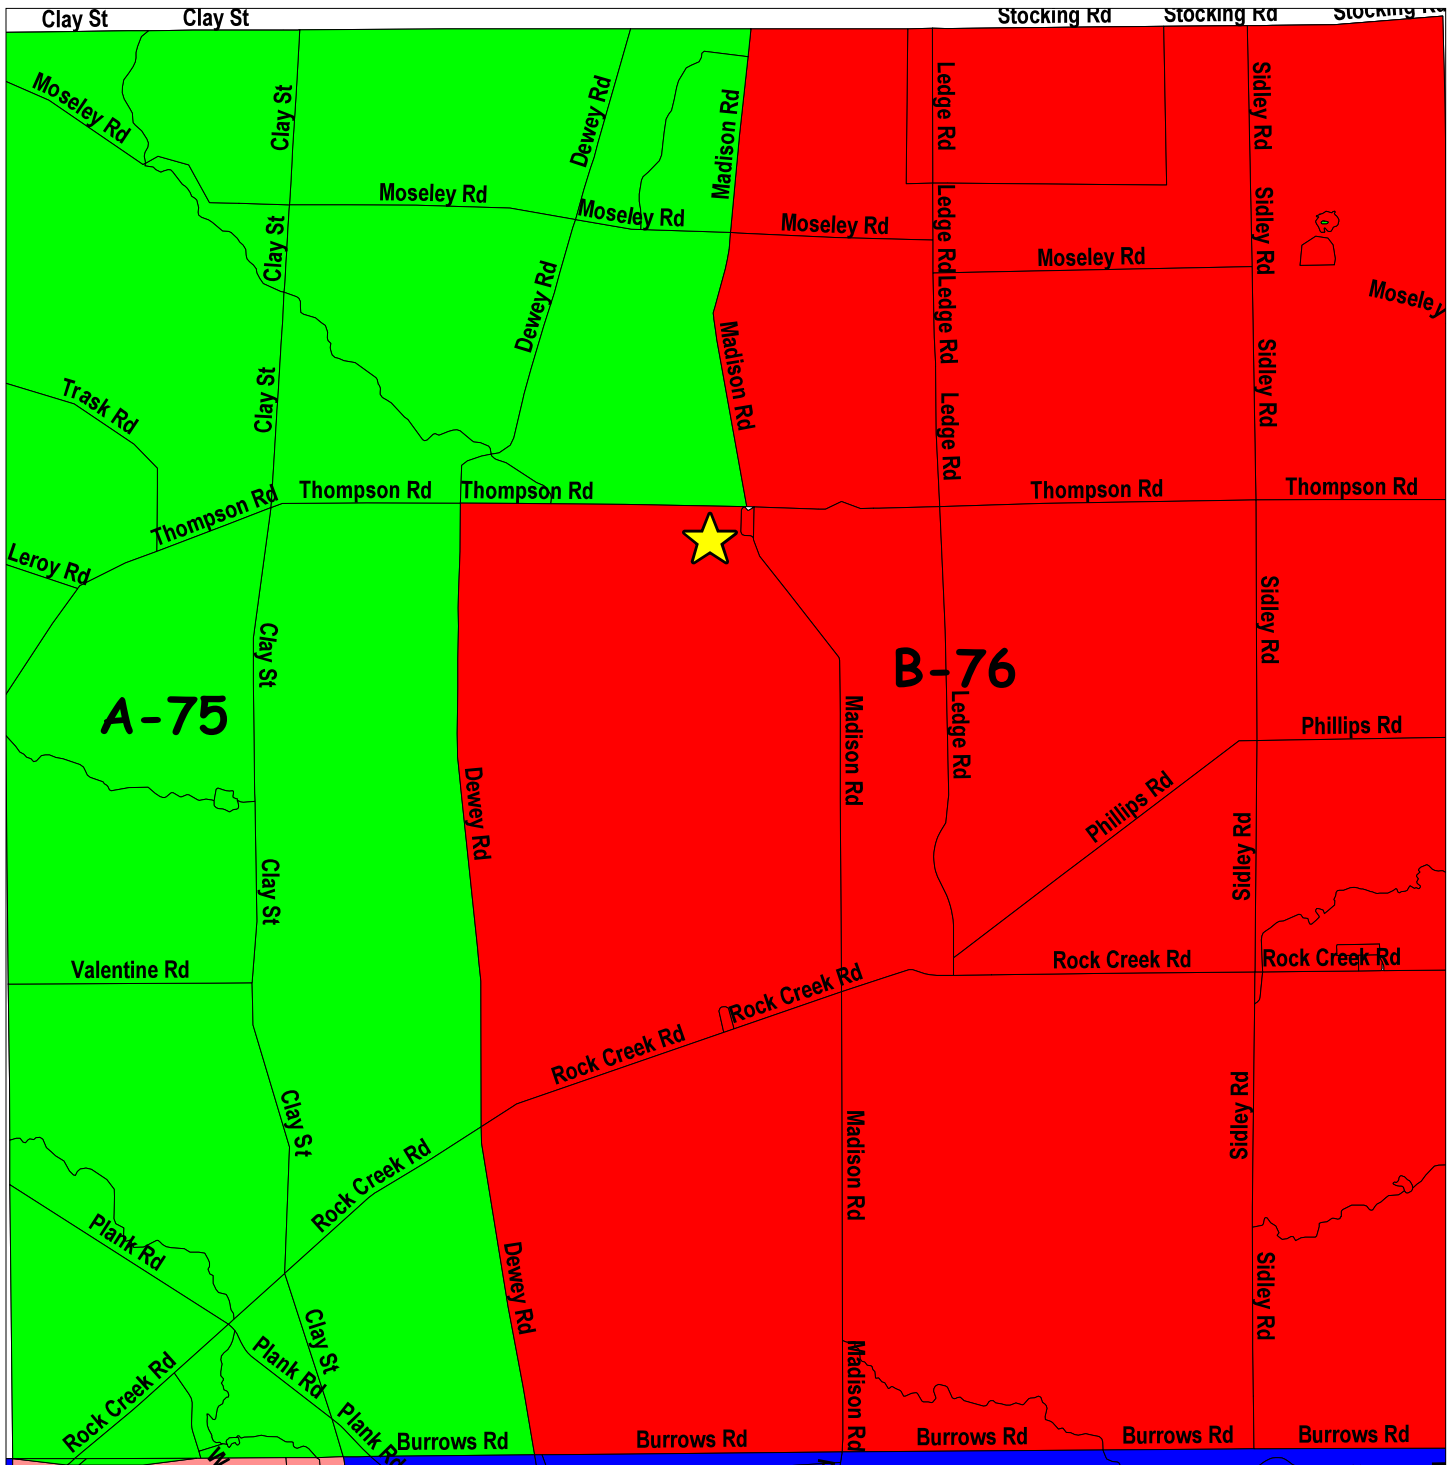 Clay St
Clay St
Stocking Rd
Stocking Rd
Stocking Rd
Moseley Rd
Clay St
Dewey Rd
Madison Rd
Ledge Rd
Sidley Rd
Moseley Rd
Moseley Rd
Moseley Rd
Ledge Rd
Sidley Rd
Clay St
Moseley Rd
Dewey Rd
Ledge Rd
Moseley
Madison Rd
Sidley Rd
Clay St
Trask Rd
Ledge Rd
Thompson Rd
Thompson Rd
Thompson Rd
Thompson Rd
Thompson Rd
Leroy Rd
Clay St
Sidley Rd
B-76
A-75
Madison Rd
Ledge Rd
Phillips Rd
Dewey Rd
Phillips Rd
Sidley Rd
Clay St
Valentine Rd
Rock Creek Rd
Rock Creek Rd
Rock Creek Rd
Rock Creek Rd
Clay St
Madison Rd
Sidley Rd
Rock Creek Rd
Plank Rd
Dewey Rd
Sidley Rd
Clay St
Plank Rd
Rock Creek Rd
Madison Rd
Plank Rd
Burrows Rd
Burrows Rd
Burrows Rd
Burrows Rd
Burrows Rd
W